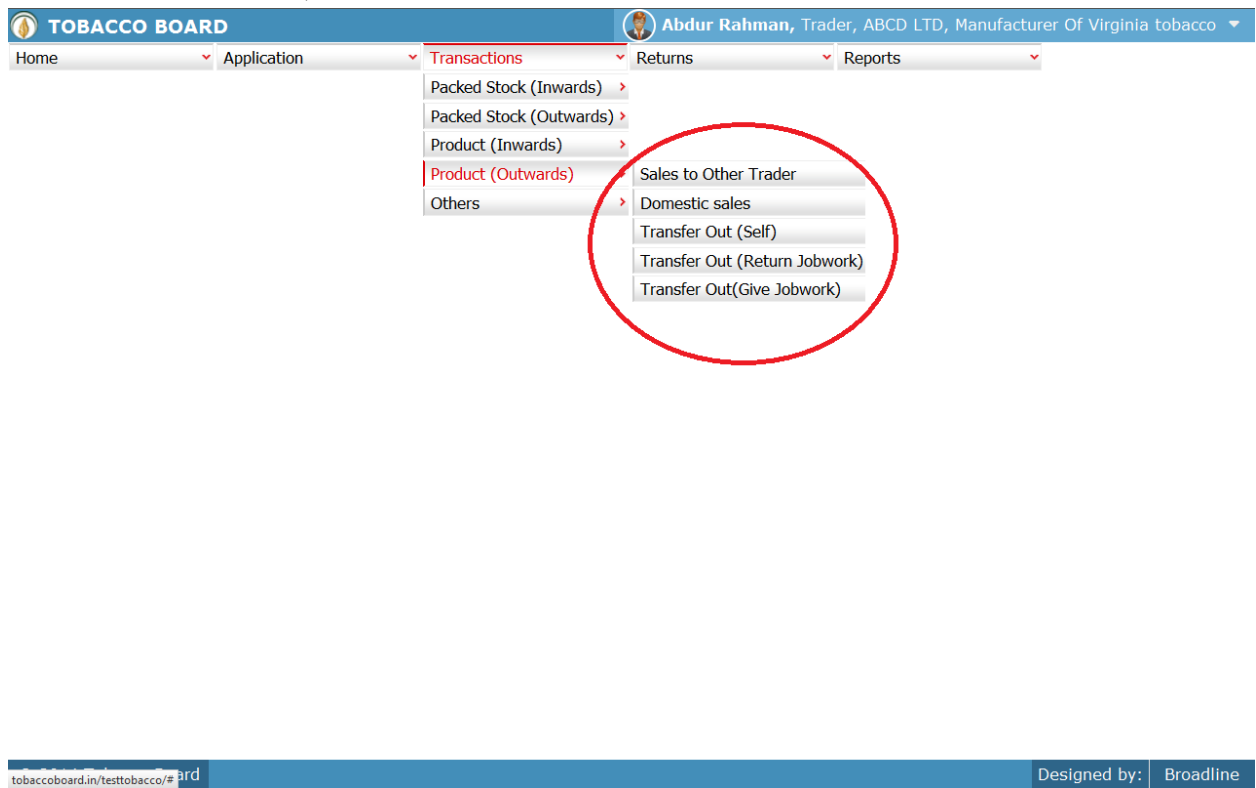 TOBACCO BOARD
Abdur Rahman, Trader, ABCD LTD, Manufacturer Of Virginia tobacco
Home Application Transactions Returns Reports
Packed Stock (Inwards)
Packed Stock (Outwards)
Product (Inwards)
Product (Outwards) Sales to Other Trader
Others Domestic sales
Transfer Out (Self)
Transfer Out (Return Jobwork)
Transfer Out(Give Jobwork)
ard Designed by: Broadline
tobaccoboard.in/testtobacco/#